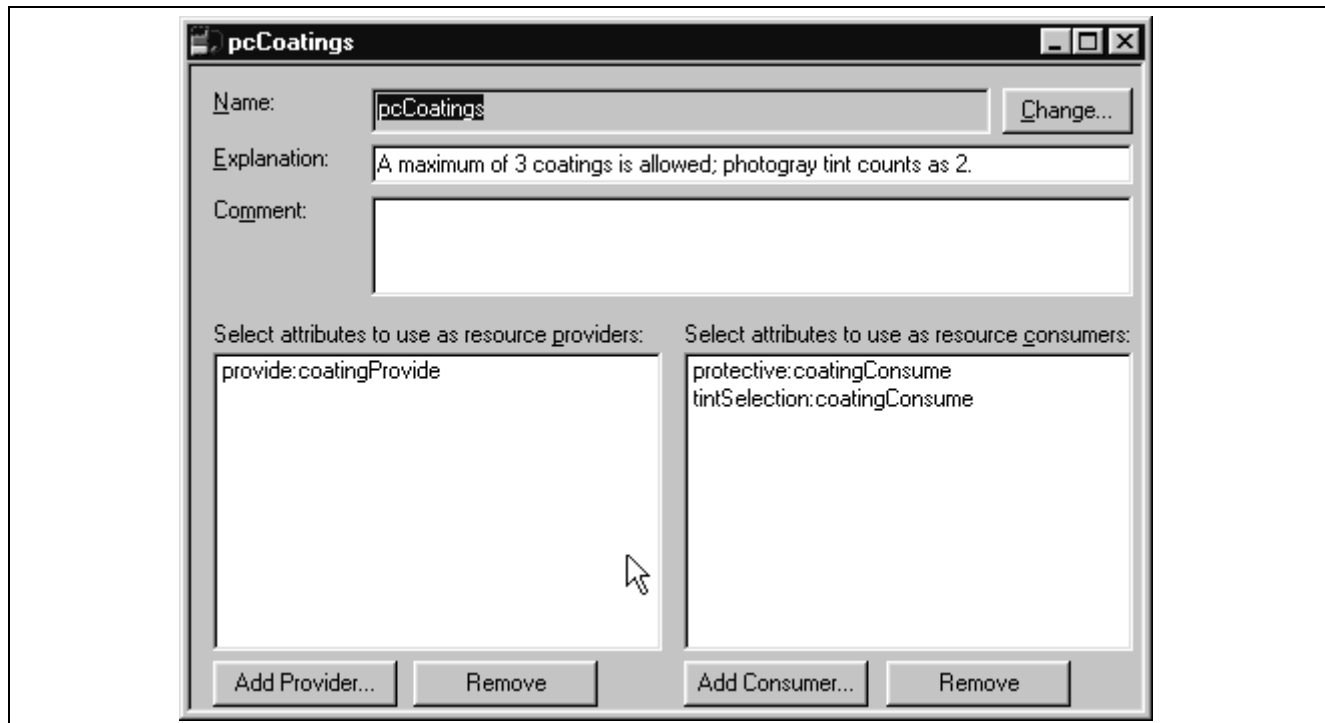 pcCoatings
Name:
pcCoatings
Change...
Explanation:
A maximum of 3 coatings is allowed; photogray tint counts as 2.
Comment:
Select attributes to use as resource providers:
Select attributes to use as resource consumers:
provide:coatingProvide
protective:coatingConsume
tintSelection:coatingConsume
Add Provider...
Remove
Add Consumer...
Remove